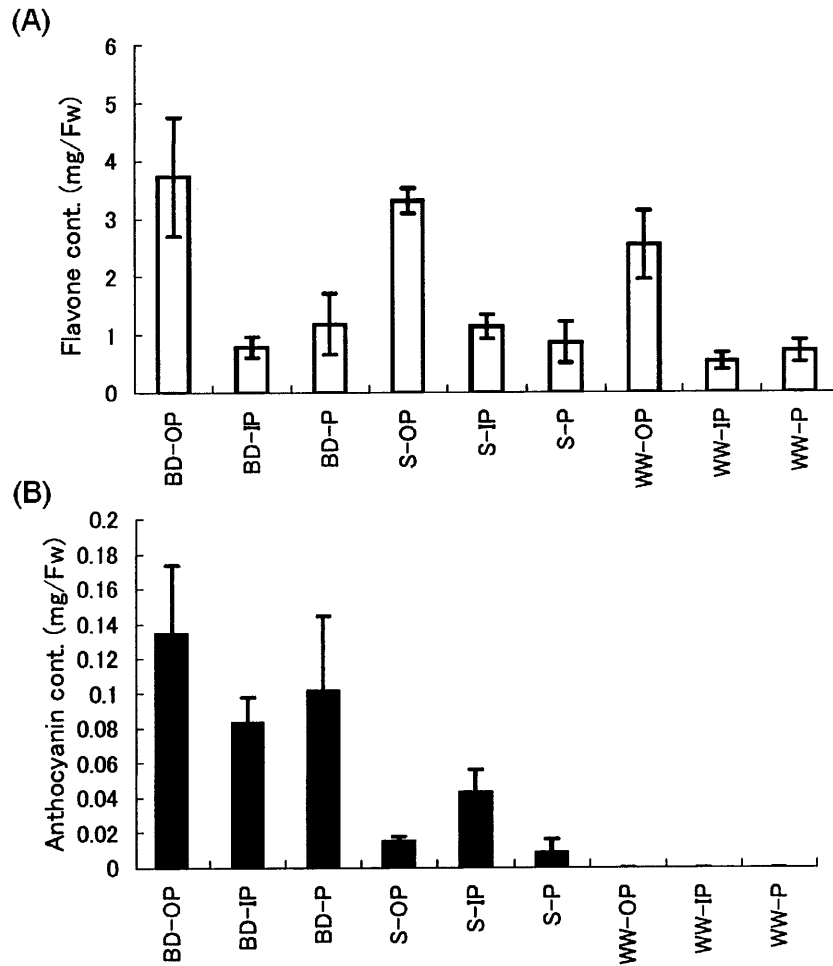 (A)
Flavone cont. (mg/Fw)
6
5
4
3
2
1
0
BD-OP
BD-IP
BD-P
S-OP
S-IP
S-P
WW-OP
WW-IP
WW-P
(B)
Anthocyanin cont. (mg/Fw)
0.2
0.18
0.16
0.14
0.12
0.1
0.08
0.06
0.04
0.02
0
BD-OP
BD-IP
BD-P
S-OP
S-IP
S-P
WW-OP
WW-IP
WW-P